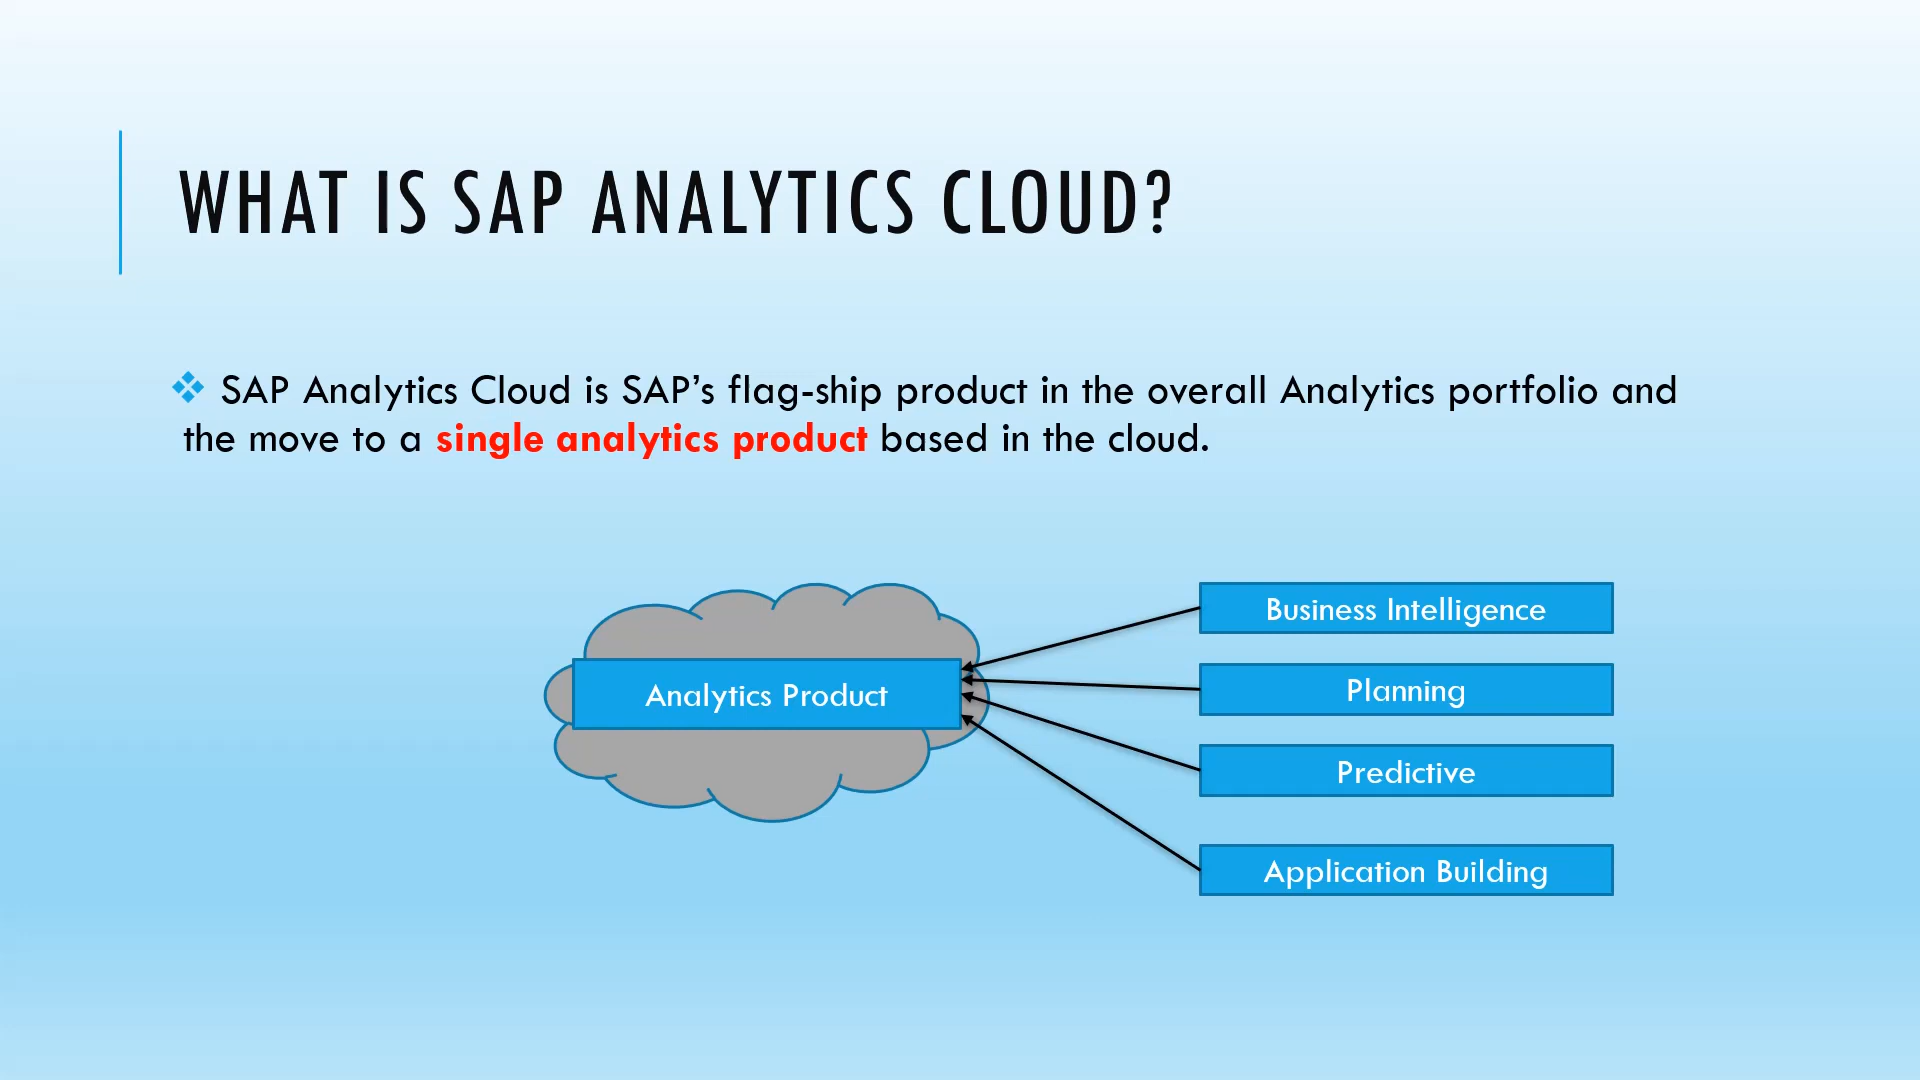 WHAT IS SAP ANALYTICS CLOUD?
SAP Analytics Cloud is SAP’s flag-ship product in the overall Analytics portfolio and
the move to a single analytics product based in the cloud.
Business Intelligence
Analytics Product
Planning
Predictive
Application Building